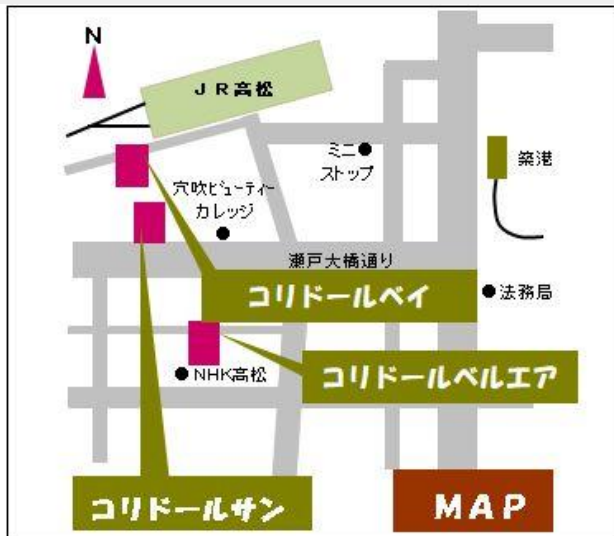 N
JR高松
ミニ
ストップ
築港
穴吹ビューティー
カレッジ
瀬戸大橋通り
コリドールベイ
法務局
NHK高松
コリドールベルエア
コリドールサン
MAP